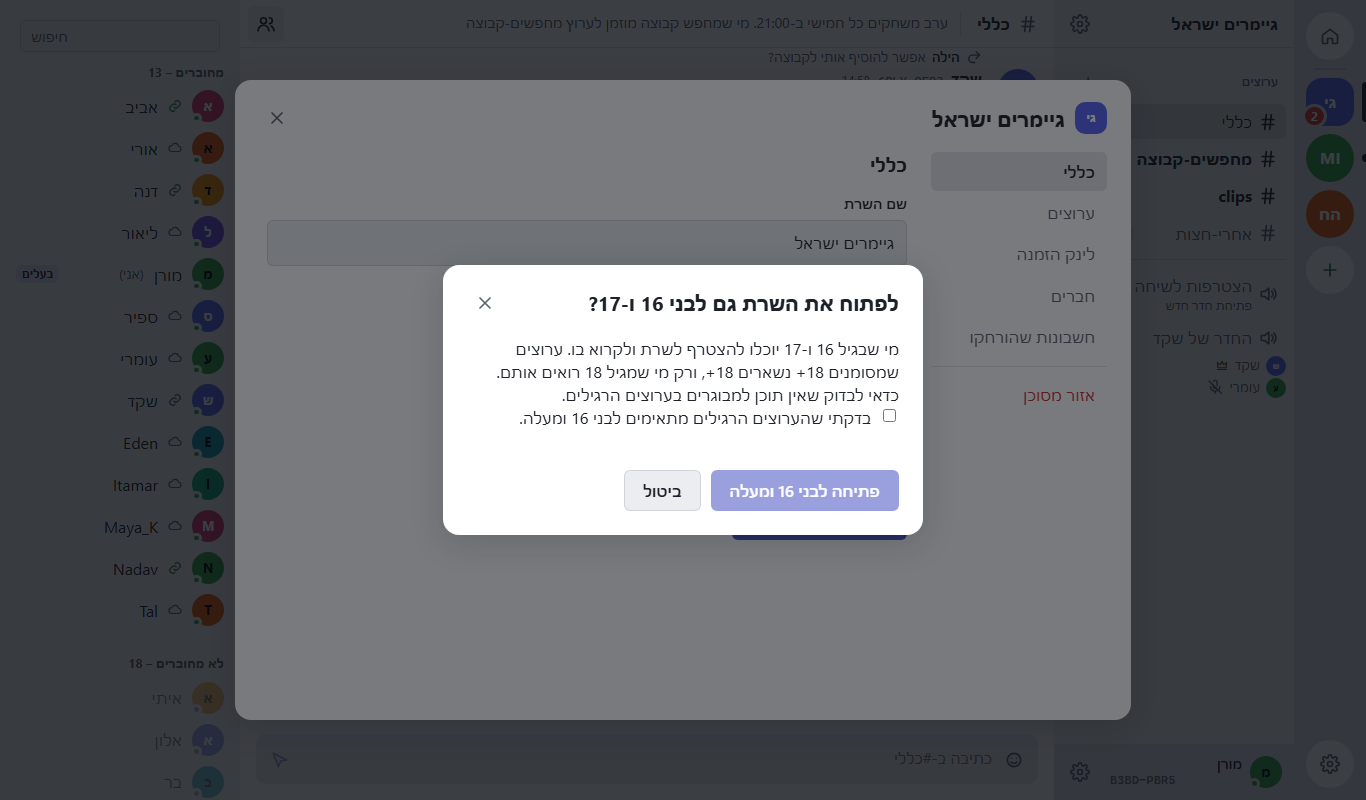 גי
2
MI
הח
גיימרים ישראל
ערוצים
כללי
מחפשים-קבוצה
clips
אחרי-חצות
הצטרפות לשיחה
פתיחת חדר חדש
החדר של שקד
ש שקד
ע עומרי
מ מורן
B3BD-PBR5
כללי
ערב משחקים כל חמישי ב-21:00. מי שמחפש קבוצה מוזמן לערוץ מחפשים-קבוצה
הילה אפשר להוסיף אותי לקבוצה?
שקד
גי גיימרים ישראל
כללי
ערוצים
לינק הזמנה
חברים
חשבונות שהורחקו
אזור מסוכן
כללי
שם השרת
גיימרים ישראל
לפתוח את השרת גם לבני 16 ו-17?
מי שבגיל 16 ו-17 יוכלו להצטרף לשרת ולקרוא בו. ערוצים
שמסומנים 18+ נשארים 18+, ורק מי שמגיל 18 רואים אותם.
כדאי לבדוק שאין תוכן למבוגרים בערוצים הרגילים.
בדקתי שהערוצים הרגילים מתאימים לבני 16 ומעלה.
פתיחה לבני 16 ומעלה
ביטול
כתיבה ב-#כללי
חיפוש
מחוברים – 13
א אביב
א אורי
ד דנה
ל ליאור
מ מורן (אני) בעלים
ס ספיר
ע עומרי
ש שקד
E Eden
I Itamar
M Maya_K
N Nadav
T Tal
לא מחוברים – 18
א איתי
א אלון
ב בר